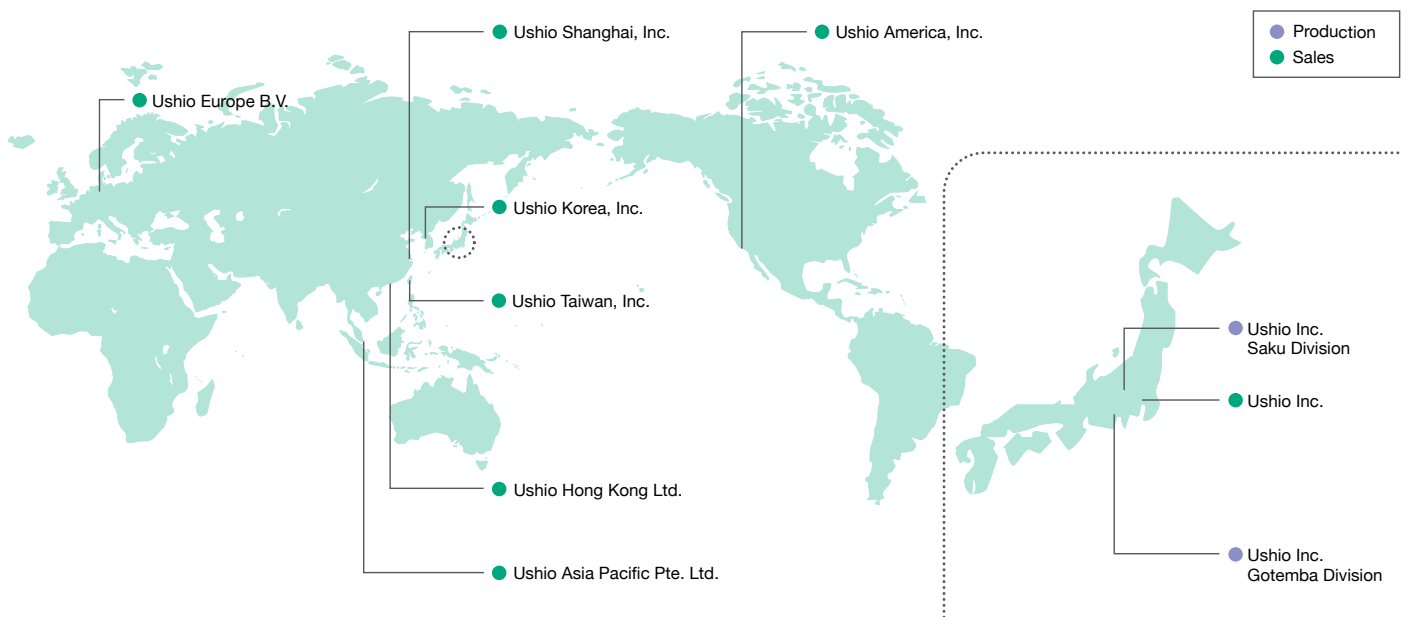 Ushio Shanghai, Inc.
Ushio America, Inc.
Production
Sales
Ushio Europe B.V.
Ushio Korea, Inc.
Ushio Taiwan, Inc.
Ushio Inc.
Saku Division
Ushio Inc.
Ushio Hong Kong Ltd.
Ushio Inc.
Gotemba Division
Ushio Asia Pacific Pte. Ltd.